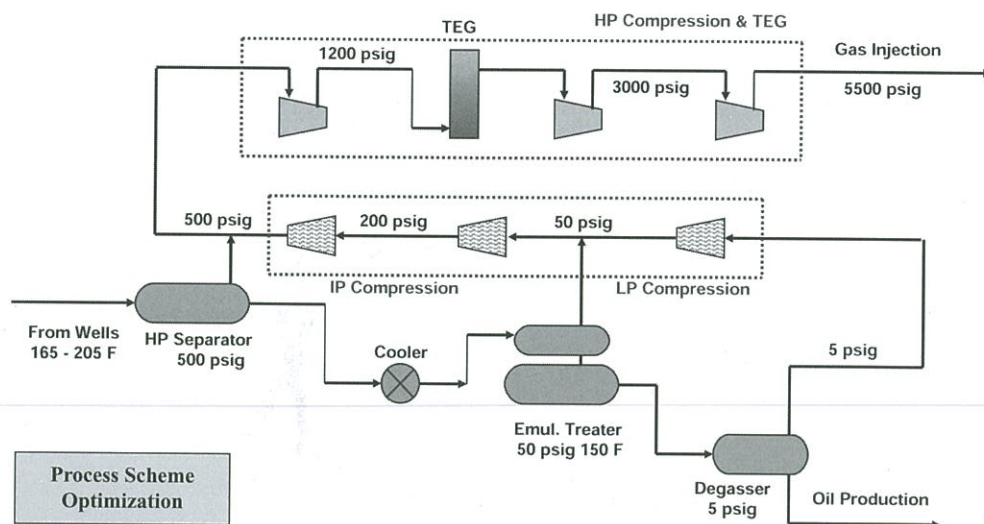 TEG
HP Compression & TEG
1200 psig
3000 psig
Gas Injection
5500 psig
500 psig
200 psig
50 psig
IP Compression
LP Compression
From Wells
165 - 205 F
HP Separator
500 psig
Cooler
5 psig
Emul. Treater
50 psig 150 F
Process Scheme
Optimization
Degasser
5 psig
Oil Production